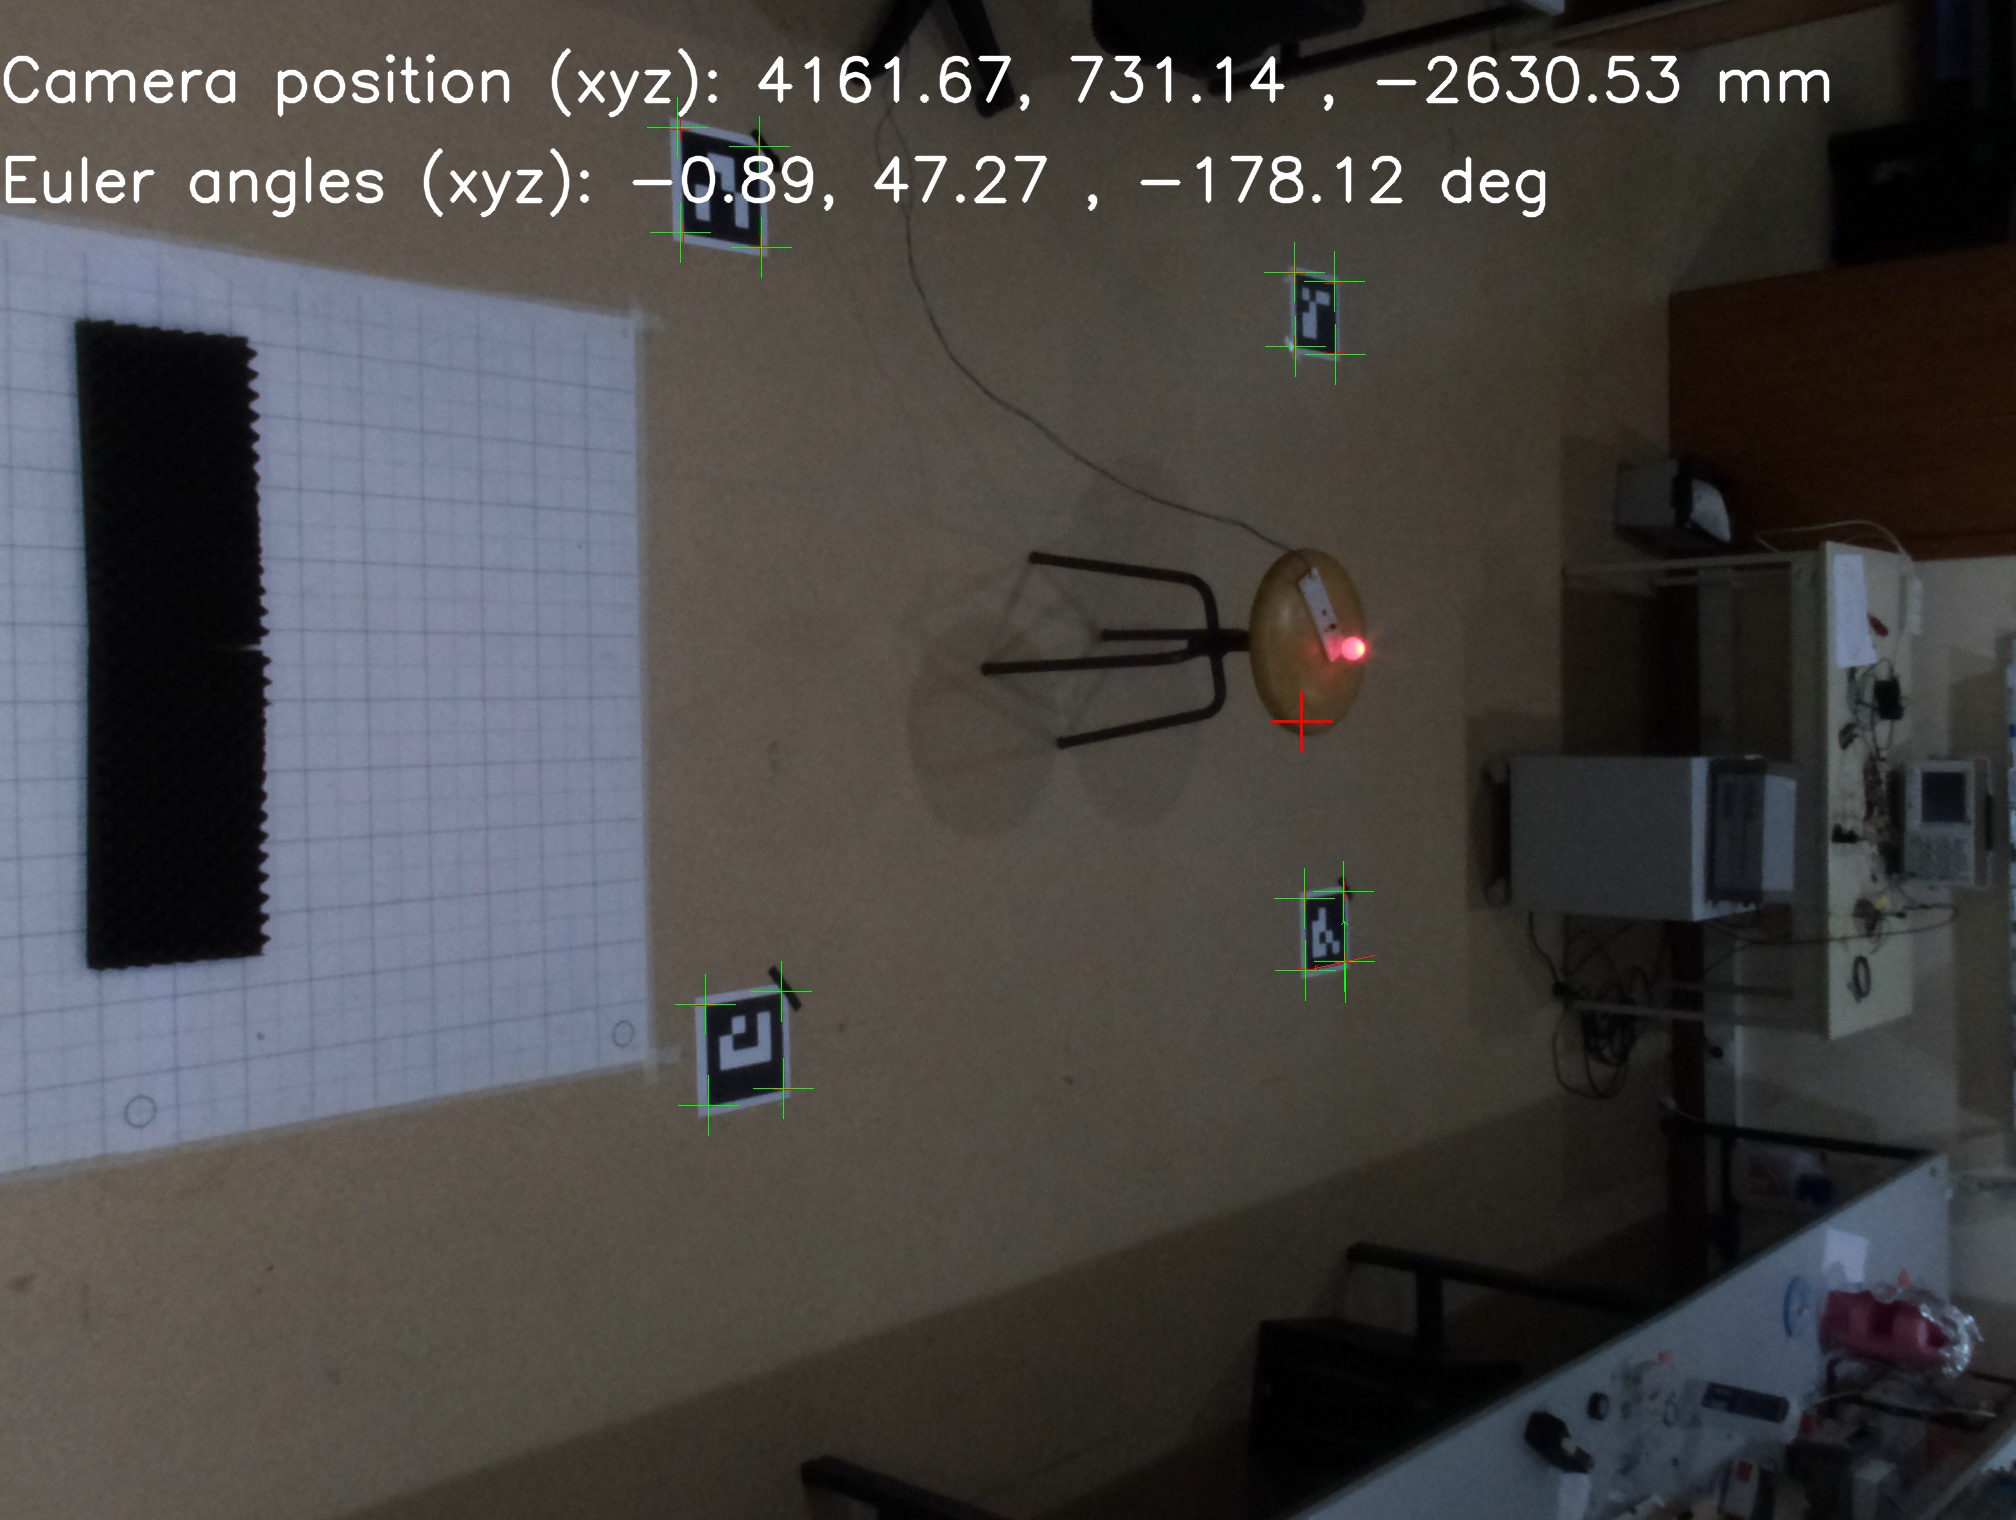 Camera position (xyz): 4161.67, 731.14 , -2630.53 mm
Euler angles (xyz): -0.89, 47.27 , -178.12 deg